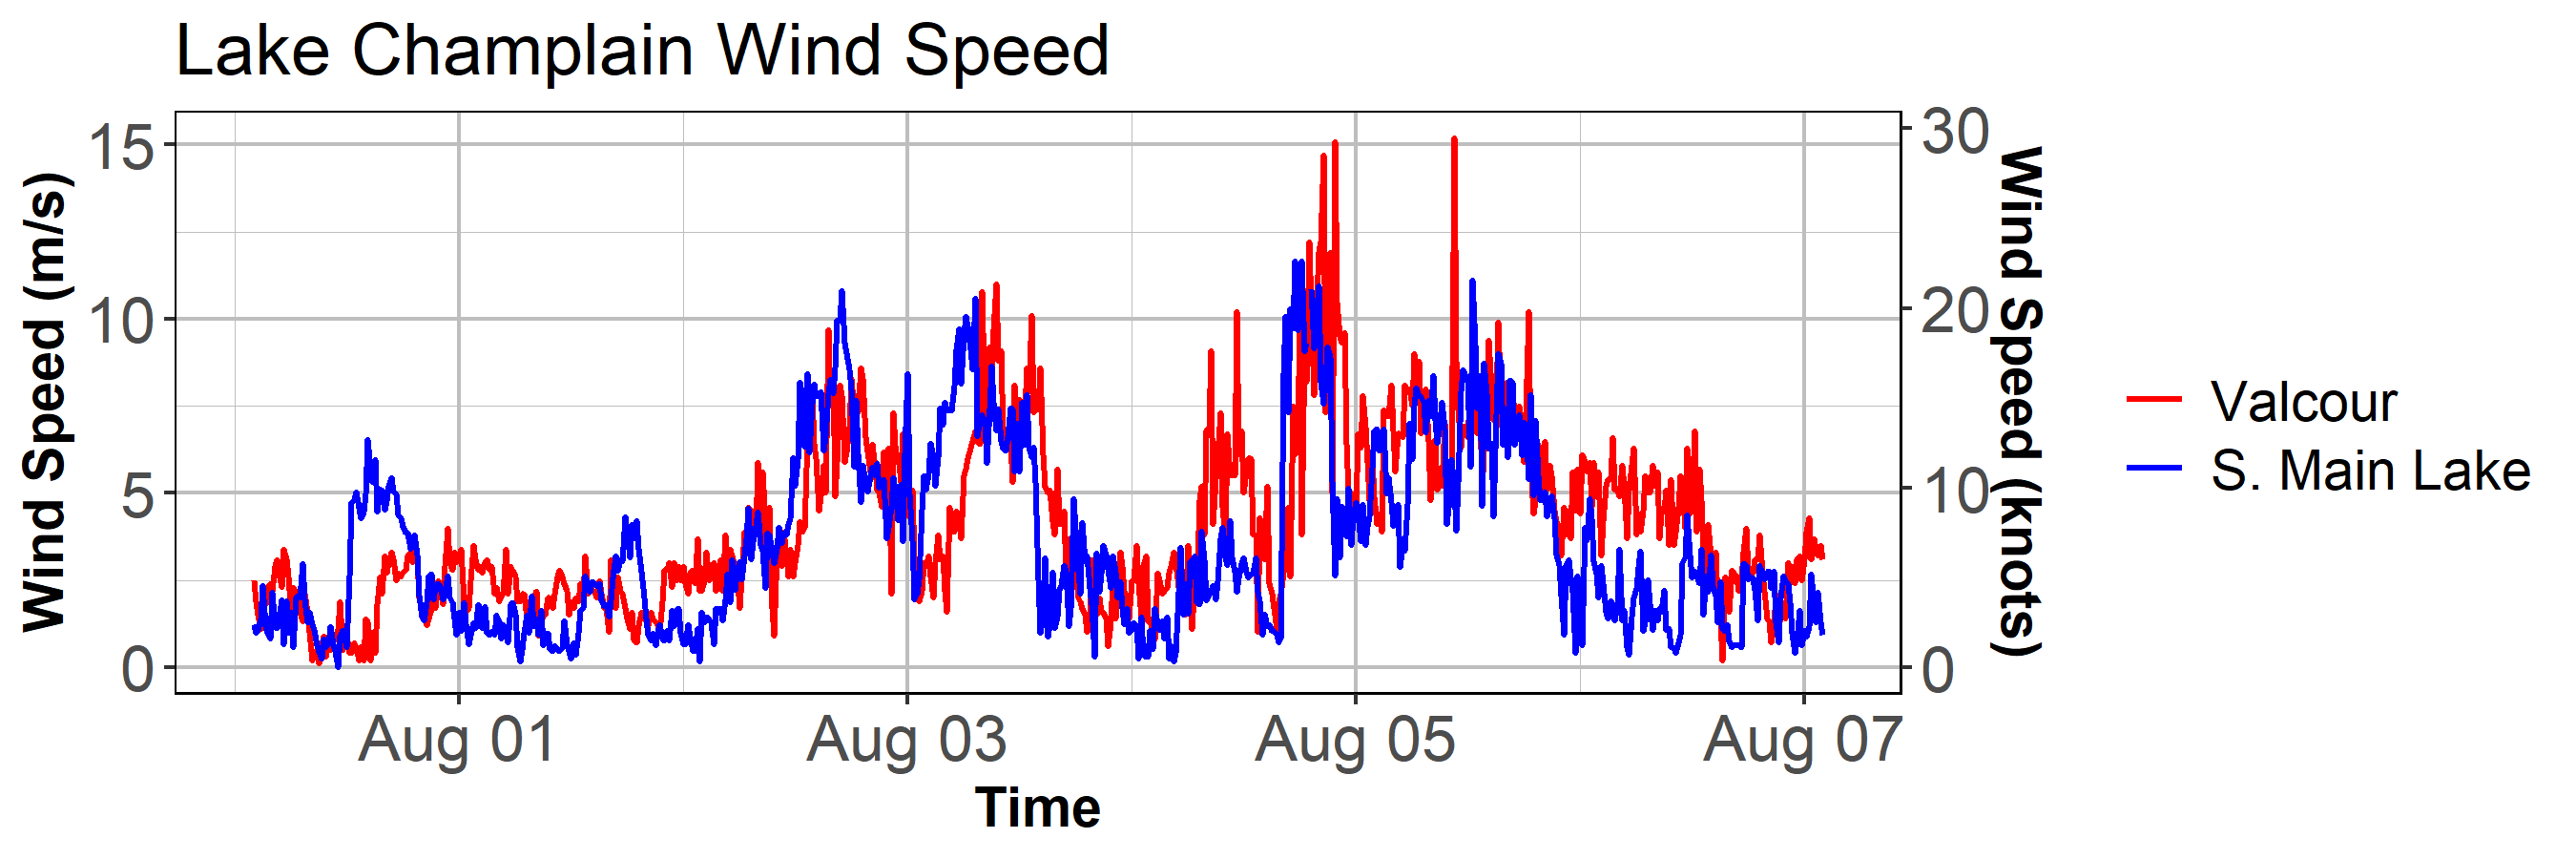 Lake Champlain Wind Speed
Wind Speed (m/s)
15
10
5
0
30
20
10
0
Wind Speed (knots)
Aug 01
Aug 03
Aug 05
Aug 07
Time
Valcour
S. Main Lake